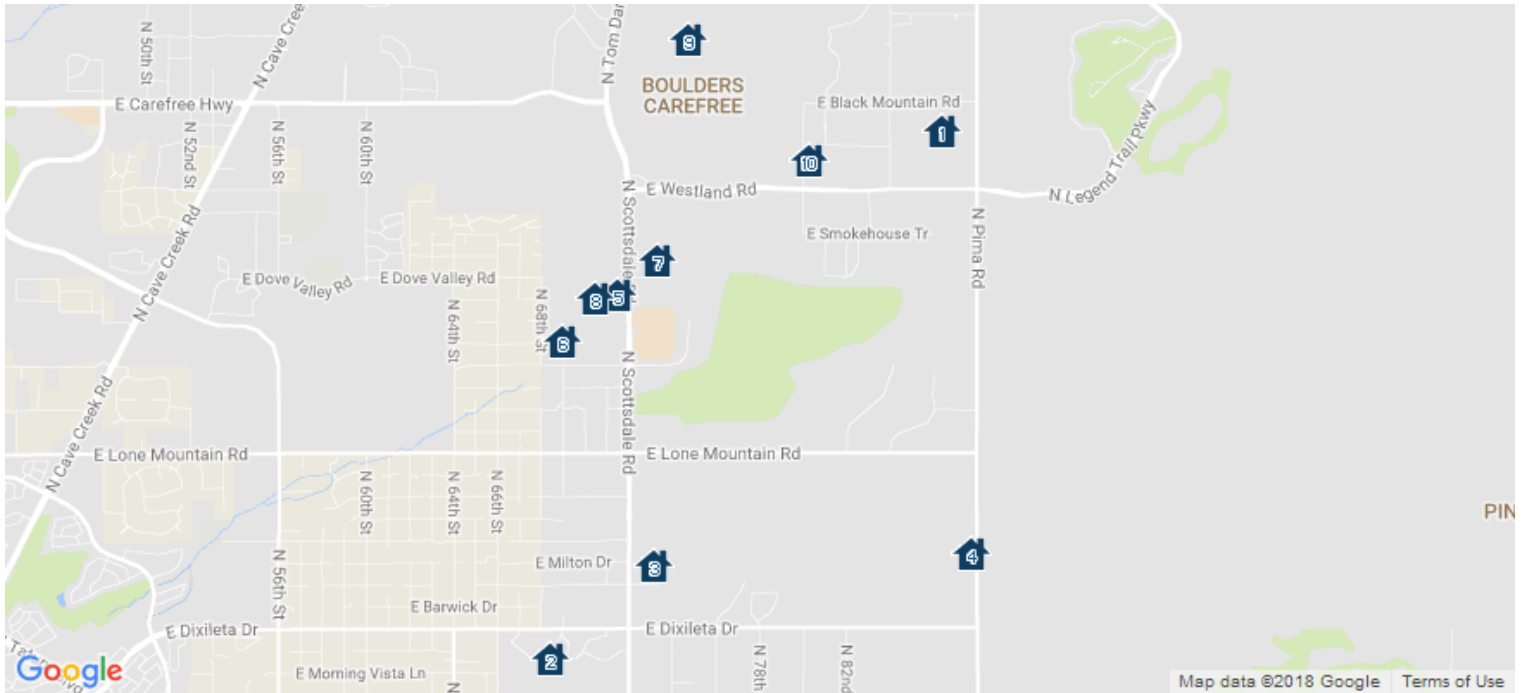 N 50th St
N Cave Cree
N Tom Dar
9
BOULDERS
CAREFREE
E Carefree Hwy
E Black Mountain Rd
N Legend Trail Pkwy
1
N 52nd St
N 56th St
N 60th St
10
E Westland Rd
N Scottsdale Rd
N Pima Rd
N Cave Creek Rd
E Smokehouse Tr
7
E Dove Valley Rd
E Dove Valley Rd
8
5
N 64th St
N 68th St
6
N Scottsdale Rd
N Cave Creek Rd
E Lone Mountain Rd
E Lone Mountain Rd
N 60th St
N 64th St
N 66th St
PIN
N 56th St
E Milton Dr
3
4
E Barwick Dr
E Dixileta Dr
E Dixileta Dr
2
N 78th
N 82nd
E Morning Vista Ln
N
Google
Map data ©2018 Google
Terms of Use